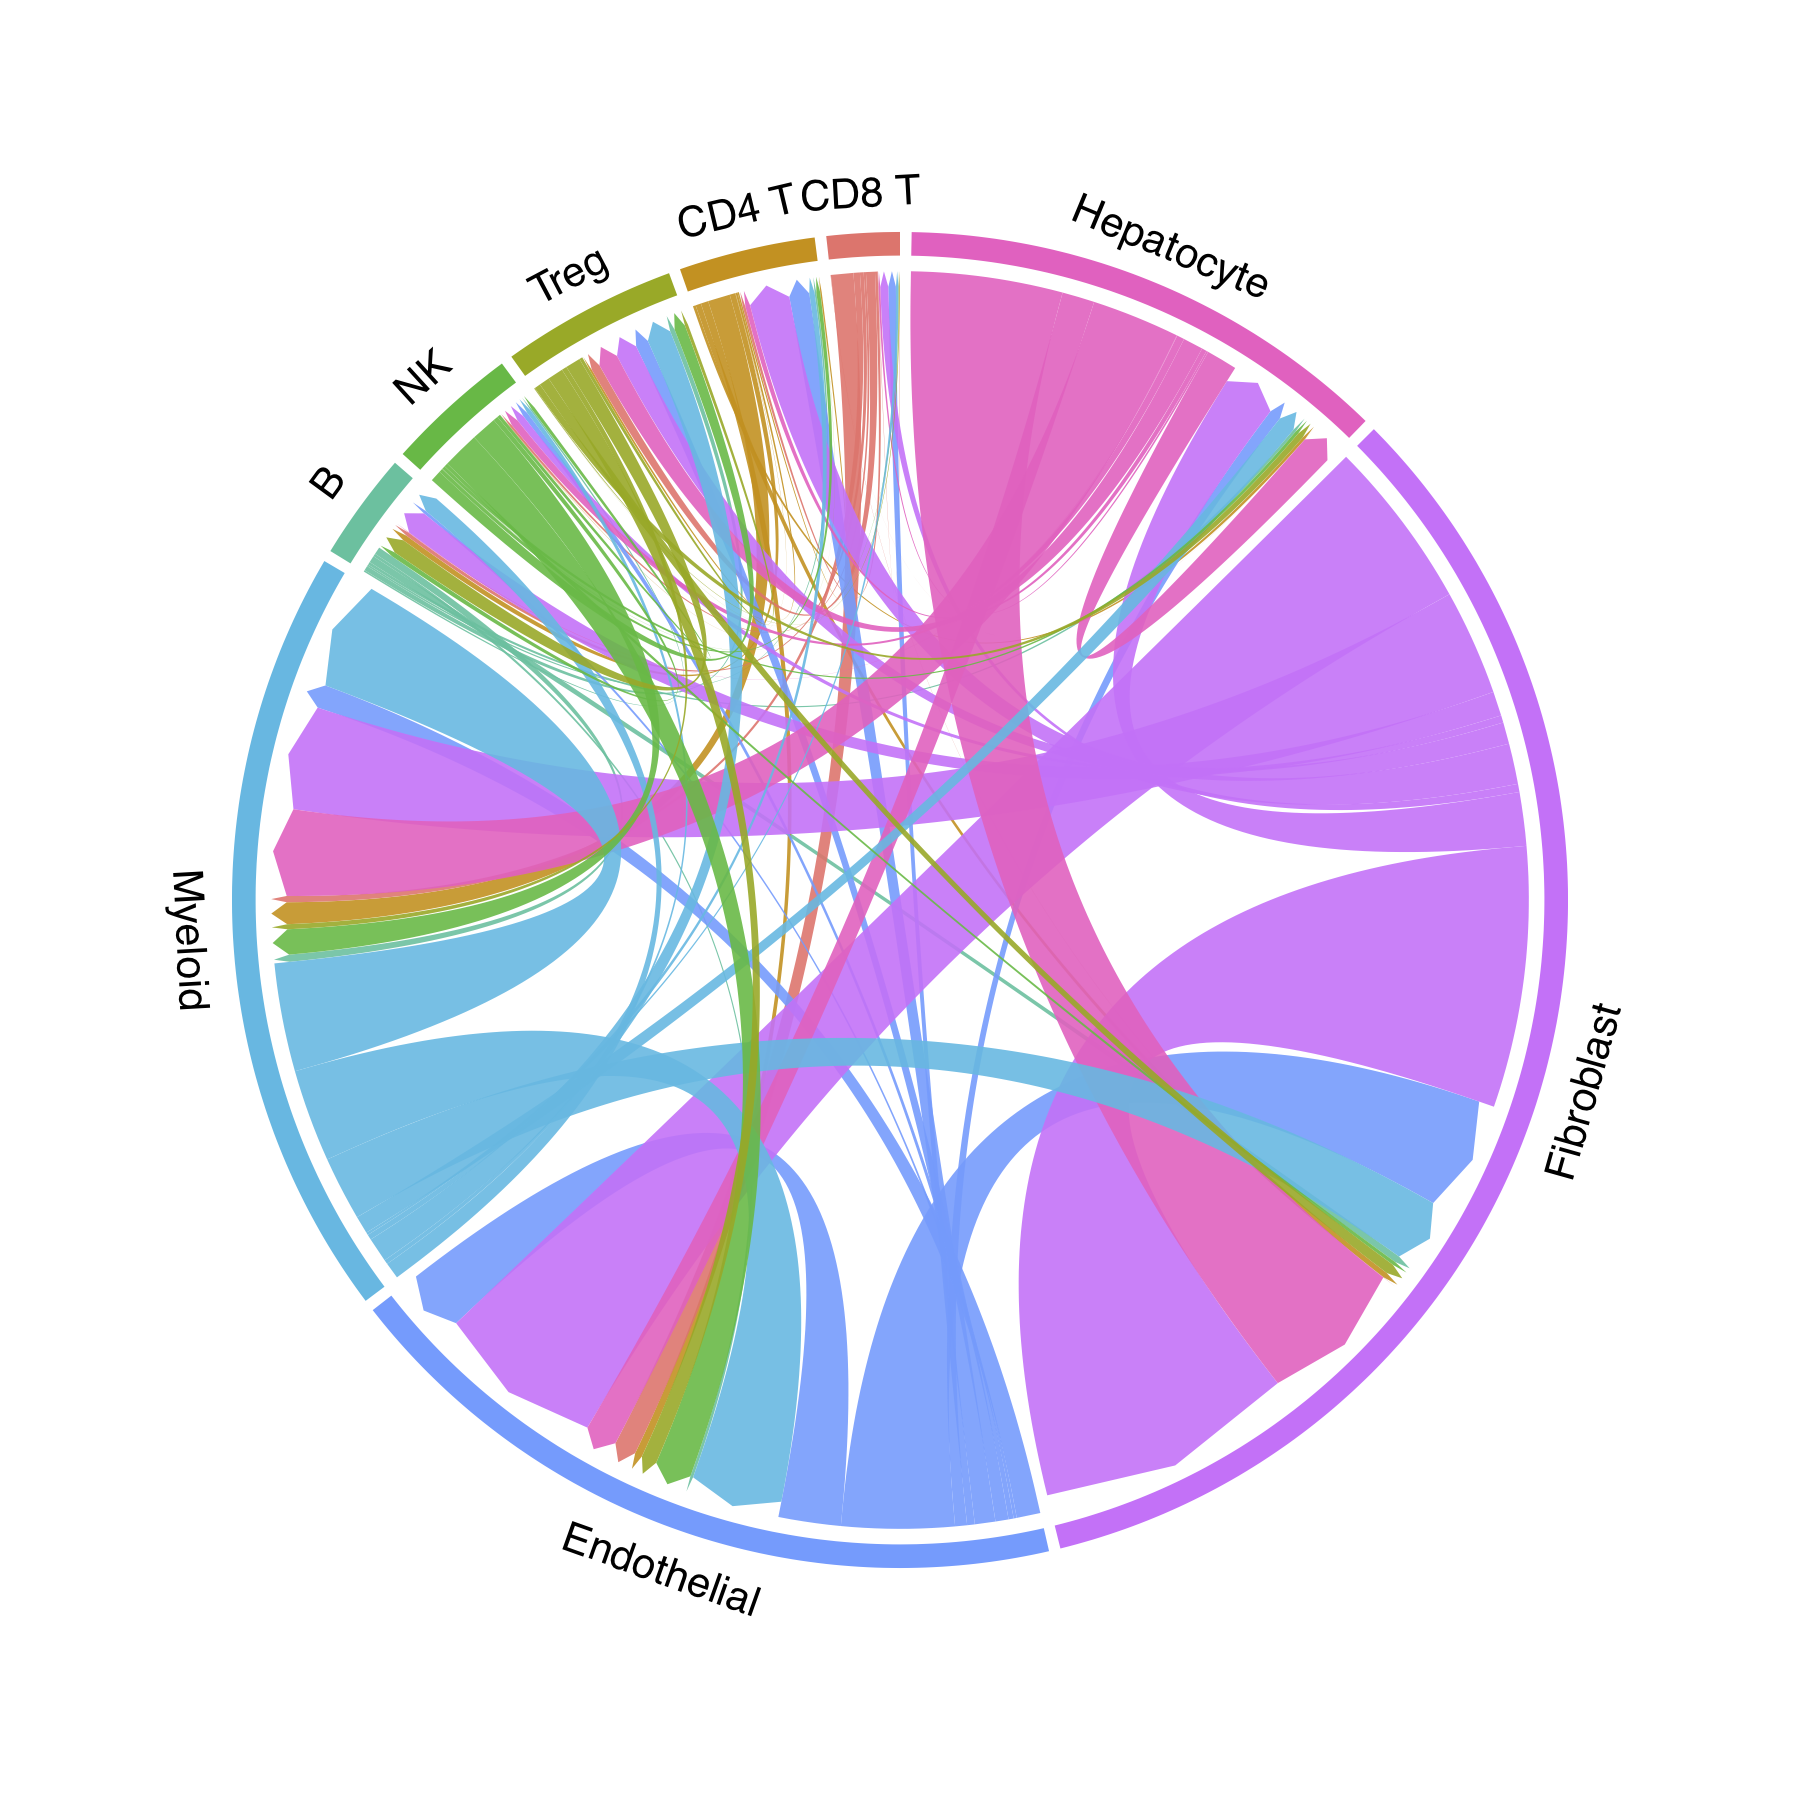 CD8 T
Hepatocyte
Fibroblast
Endothelial
Myeloid
B
NK
Treg
CD4 T